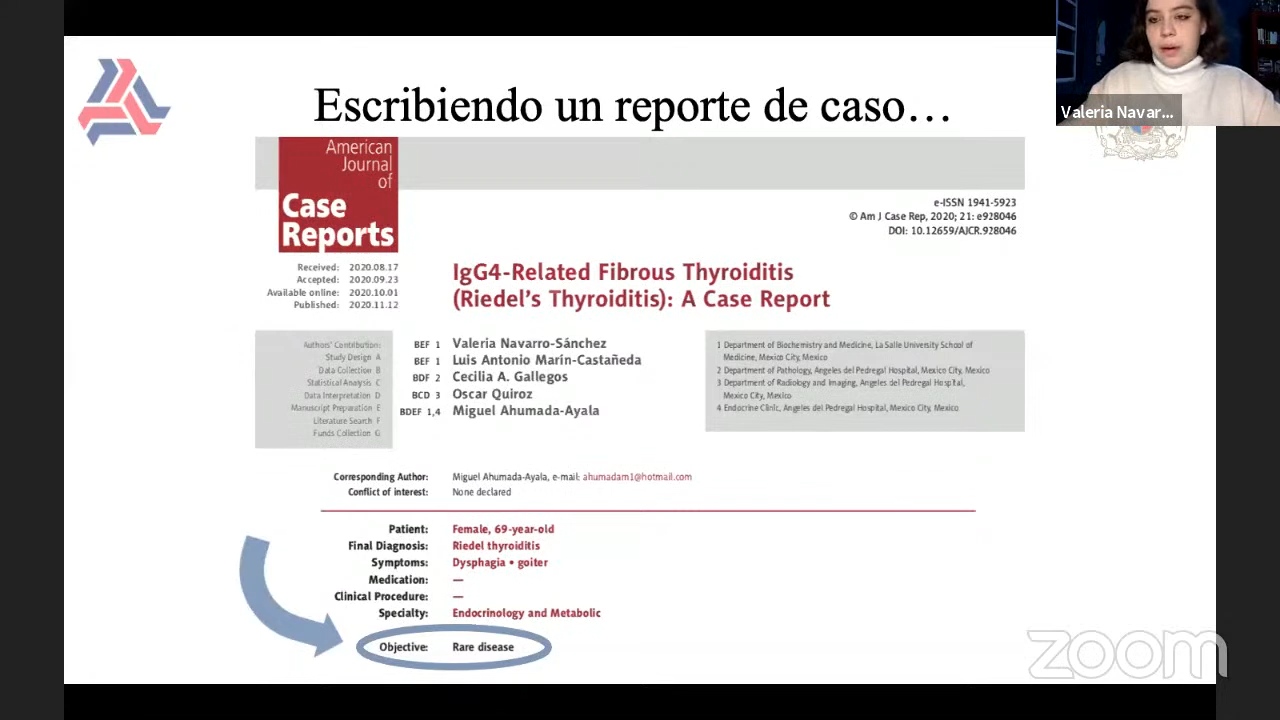 Escribiendo un reporte de caso...
Valeria Navar...
American
Journal
of
Case
Reports
e-ISSN 1941-5923
© Am J Case Rep, 2020; 21: e928046
DOI: 10.12659/AJCR.928046
Received: 2020.08.17
Accepted: 2020.09.23
Available online: 2020.10.01
Published: 2020.11.12
IgG4-Related Fibrous Thyroiditis
(Riedel's Thyroiditis): A Case Report
Authors' Contribution:
Study Design A
Data Collection B
Statistical Analysis C
Data Interpretation D
Manuscript Preparation E
Literature Search F
Funds Collection G
BEF 1 Valeria Navarro-Sánchez
BEF 1 Luis Antonio Marín-Castañeda
BDF 2 Cecilia A. Gallegos
BCD 3 Oscar Quiroz
BDEF 1,4 Miguel Ahumada-Ayala
1 Department of Biochemistry and Medicine, La Salle University School of
Medicine, Mexico City, Mexico
2 Department of Pathology, Angeles del Pedregal Hospital, Mexico City, Mexico
3 Department of Radiology and Imaging, Angeles del Pedregal Hospital,
Mexico City, Mexico
4 Endocrine Clinic, Angeles del Pedregal Hospital, Mexico City, Mexico
Corresponding Author: Miguel Ahumada-Ayala, e-mail: ahumadam1@hotmail.com
Conflict of interest: None declared
Patient: Female, 69-year-old
Final Diagnosis: Riedel thyroiditis
Symptoms: Dysphagia • goiter
Medication: —
Clinical Procedure: —
Specialty: Endocrinology and Metabolic
Objective: Rare disease
zoom